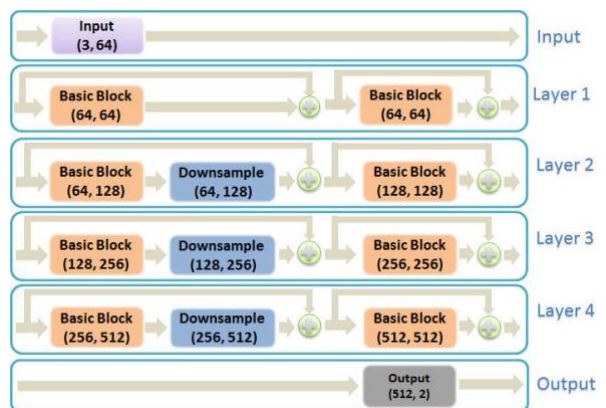 Input
(3, 64)
Input
Basic Block
(64, 64)
Basic Block
(64, 64)
Layer 1
Basic Block
(64, 128)
Downsample
(64, 128)
Basic Block
(128, 128)
Layer 2
Basic Block
(128, 256)
Downsample
(128, 256)
Basic Block
(256, 256)
Layer 3
Basic Block
(256, 512)
Downsample
(256, 512)
Basic Block
(512, 512)
Layer 4
Output
(512, 2)
Output